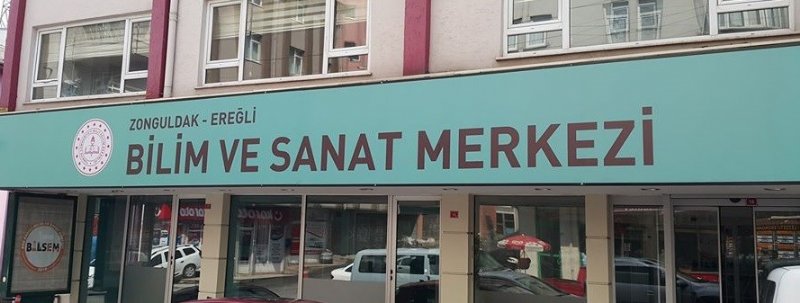 ZONGULDAK - EREĞLİ
BİLİM VE SANAT MERKEZİ
BİLSEM